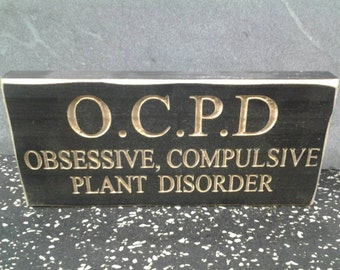 O.C.P.D
OBSESSIVE, COMPULSIVE
PLANT DISORDER